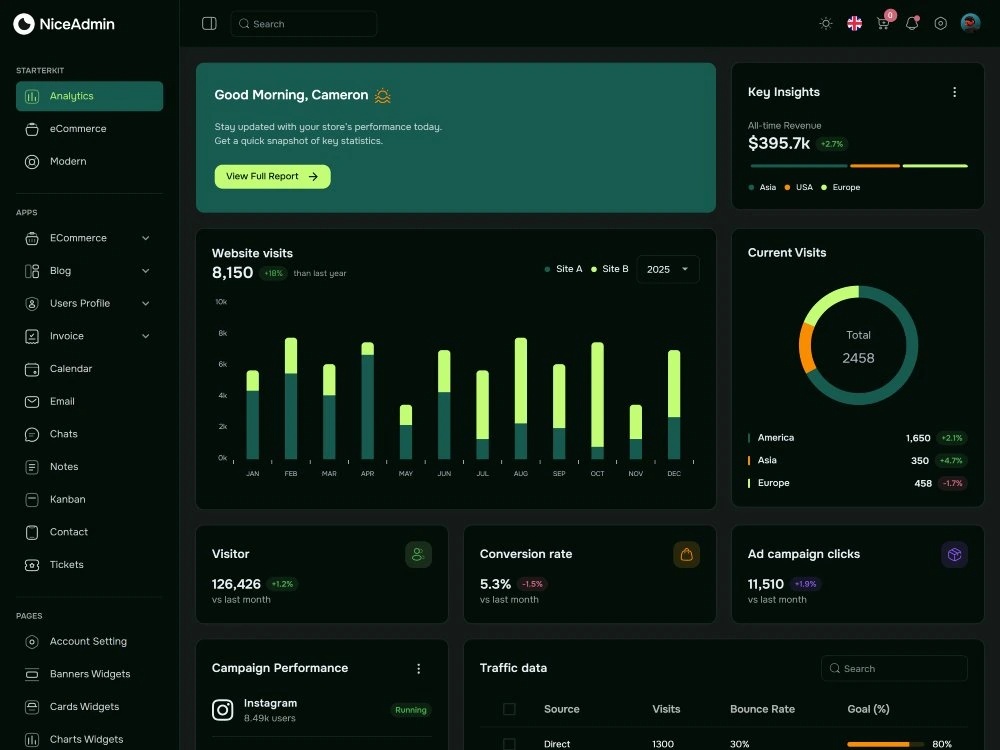 NiceAdmin
Search
0
STARTERKIT
Analytics
eCommerce
Modern
APPS
ECommerce
Blog
Users Profile
Invoice
Calendar
Email
Chats
Notes
Kanban
Contact
Tickets
PAGES
Account Setting
Banners Widgets
Cards Widgets
Charts Widgets
Good Morning, Cameron
Stay updated with your store's performance today.
Get a quick snapshot of key statistics.
View Full Report
Key Insights
All-time Revenue
$395.7k +2.7%
Asia USA Europe
Website visits
8,150 +18% than last year
Site A Site B 2025
10k
8k
6k
4k
2k
0k
JAN FEB MAR APR MAY JUN JUL AUG SEP OCT NOV DEC
Current Visits
Total
2458
America 1,650 +2.1%
Asia 350 +4.7%
Europe 458 -1.7%
Visitor
126,426 +1.2%
vs last month
Conversion rate
5.3% -1.5%
vs last month
Ad campaign clicks
11,510 +1.9%
vs last month
Campaign Performance
Instagram
8.49k users
Running
Traffic data
Search
Source Visits Bounce Rate Goal (%)
Direct 1300 30% 80%